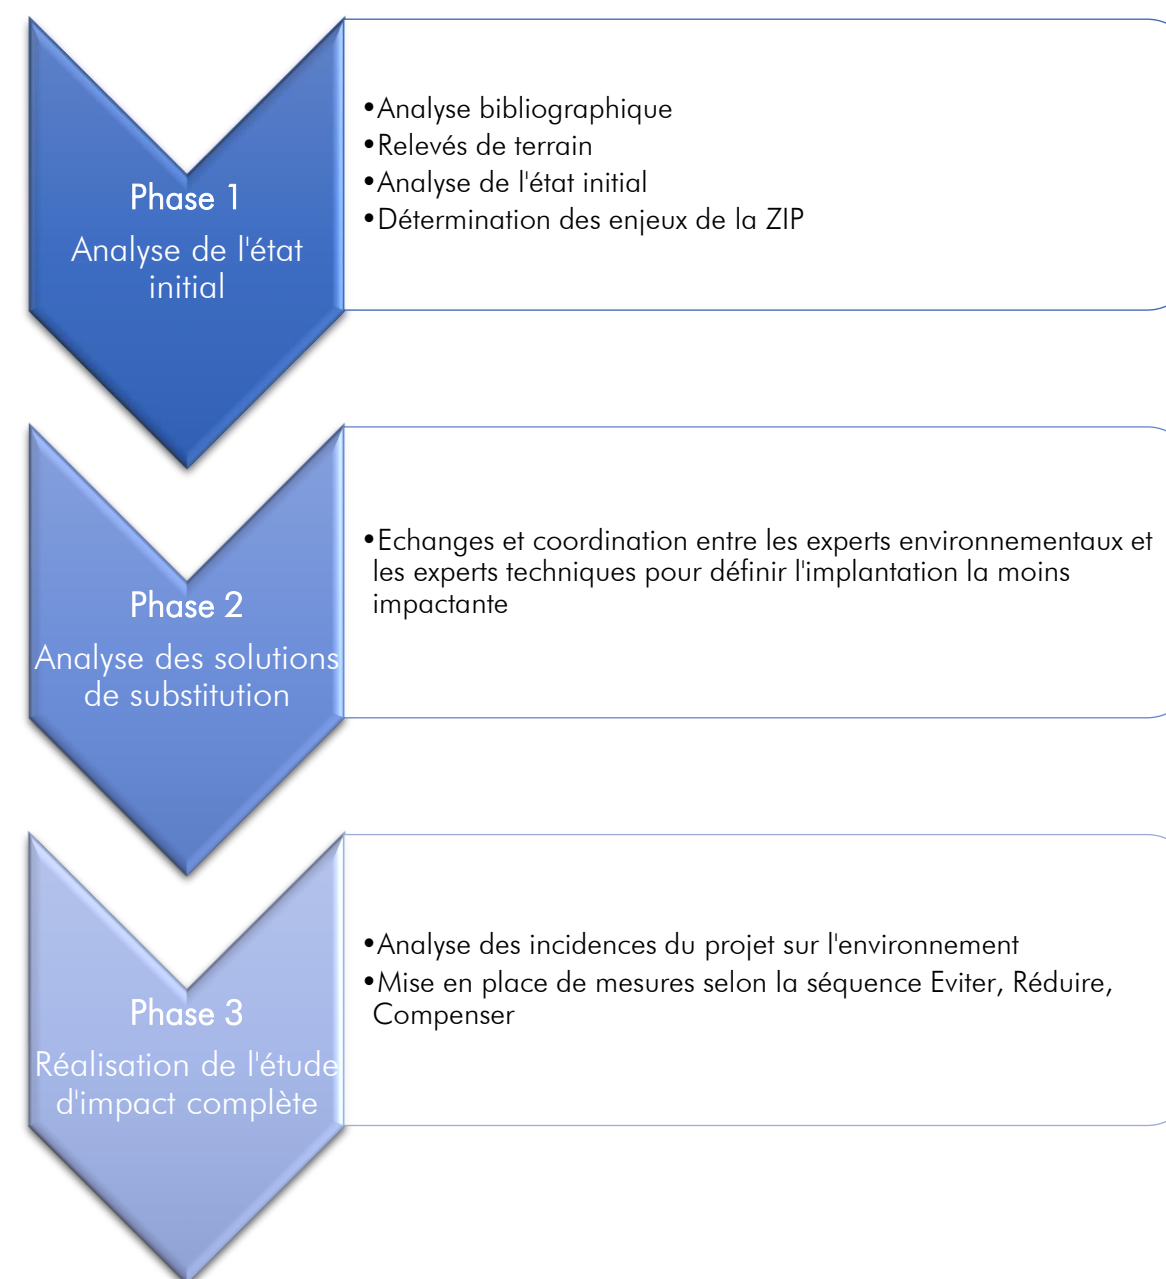 Phase 1
Analyse de l'état
initial
•Analyse bibliographique
•Relevés de terrain
•Analyse de l'état initial
•Détermination des enjeux de la ZIP
Phase 2
Analyse des solutions
de substitution
•Echanges et coordination entre les experts environnementaux et
les experts techniques pour définir l'implantation la moins
impactante
Phase 3
Réalisation de l'étude
d'impact complète
•Analyse des incidences du projet sur l'environnement
•Mise en place de mesures selon la séquence Eviter, Réduire,
Compenser